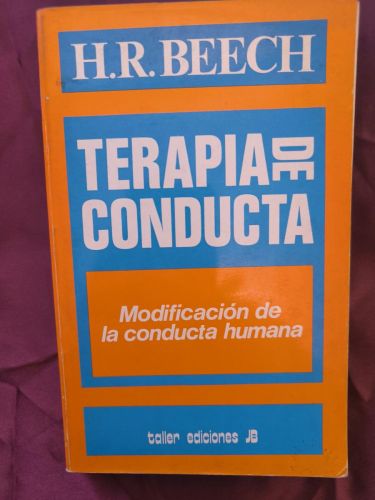 H.R. BEECH
TERAPIA DE
CONDUCTA
Modificación de
la conducta humana
taller ediciones JB